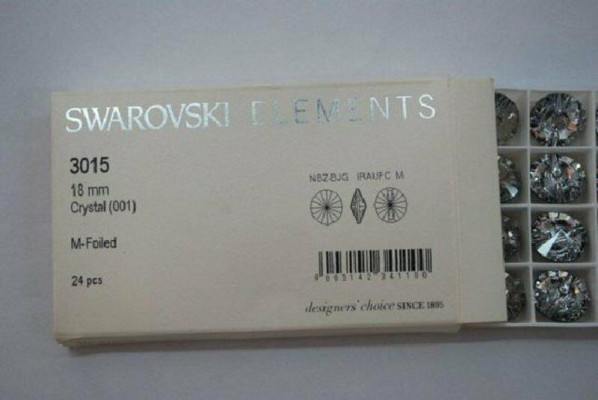 SWAROVSKI ELEMENTS
3015
18 mm
Crystal (001)
M-Foiled
24 pcs
NBZ-BJG IRAUFC M
designers' choice SINCE 1895